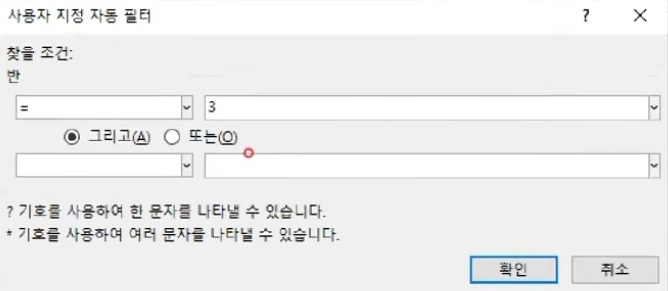 사용자 지정 자동 필터 ? ×
찾을 조건:
반
= 3
그리고(A) 또는(O)
? 기호를 사용하여 한 문자를 나타낼 수 있습니다.
* 기호를 사용하여 여러 문자를 나타낼 수 있습니다.
확인 취소